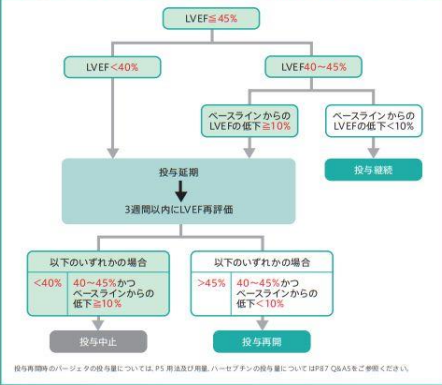 LVEF≦45%
LVEF<40%
LVEF40～45%
ベースラインからの
LVEFの低下≧10%
ベースラインからの
LVEFの低下<10%
投与継続
投与延期
3週間以内にLVEF再評価
以下のいずれかの場合
<40%
40～45%かつ
ベースラインからの
低下≧10%
以下のいずれかの場合
>45%
40～45%かつ
ベースラインからの
低下<10%
投与中止
投与再開
投与再開時のパージェタの投与量については、P5 用法及び用量、ハーセプチンの投与量についてはP87 Q&A5をご参照ください。